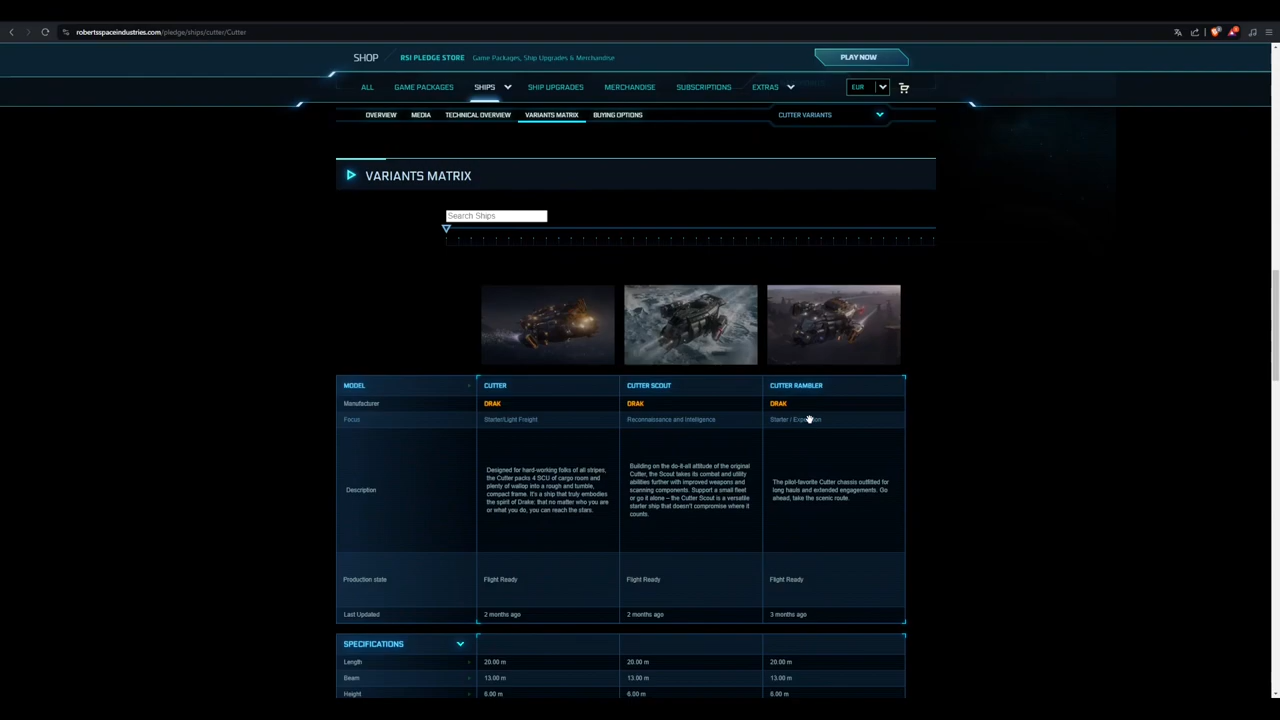 robertsspaceindustries.com/pledge/ships/cutter/Cutter
SHOP
RSI PLEDGE STORE
Game Packages, Ship Upgrades & Merchandise
PLAY NOW
ALL
GAME PACKAGES
SHIPS
SHIP UPGRADES
MERCHANDISE
SUBSCRIPTIONS
EXTRAS
EUR
OVERVIEW
MEDIA
TECHNICAL OVERVIEW
VARIANTS MATRIX
BUYING OPTIONS
CUTTER VARIANTS
VARIANTS MATRIX
Search Ships
MODEL
CUTTER
CUTTER SCOUT
CUTTER RAMBLER
Manufacturer
DRAK
DRAK
DRAK
Focus
Starter/Light Freight
Reconnaissance and Intelligence
Starter /
Description
Designed for hard-working folks of all stripes,
the Cutter packs 4 SCU of cargo room and
plenty of wallop into a rough and tumble,
compact frame. It's a ship that truly embodies
the spirit of Drake: that no matter who you are
or what you do, you can reach the stars.
Building on the do-it-all attitude of the original
Cutter, the Scout takes its combat and utility
abilities further with improved weapons and
scanning components. Support a small fleet
or go it alone – the Cutter Scout is a versatile
starter ship that doesn't compromise where it
counts.
The pilot-favorite Cutter chassis outfitted for
long hauls and extended engagements. Go
ahead, take the scenic route.
Production state
Flight Ready
Flight Ready
Flight Ready
Last Updated
2 months ago
2 months ago
3 months ago
SPECIFICATIONS
Length
20.00 m
20.00 m
20.00 m
Beam
13.00 m
13.00 m
13.00 m
Height
6.00 m
6.00 m
6.00 m